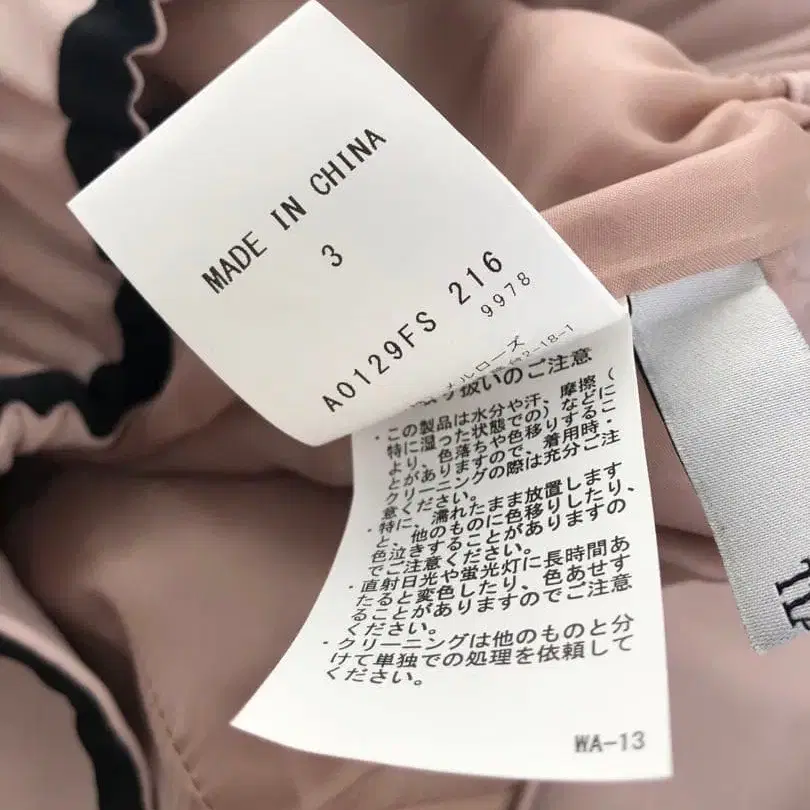 MADE IN CHINA
3
A0129FS 216
9978
ナルローズ
2-18-1
り扱いのご注意
・この製品は水分や汗、摩擦(
特に湿った状態での)などに
より、色落ちや色移りするこ
とがありますので、着用時・
クリーニングの際は充分ご注
意ください。
・特に、濡れたまま放置します
と、他のものに色移りしたり、
色泣きすることがありますの
でご注意ください。
・直射日光や蛍光灯に長時間あ
たると変色したり、色あせす
ることがありますのでご注意
ください。
・クリーニングは他のものと分
けて単独での処理を依頼して
ください。
WA-13